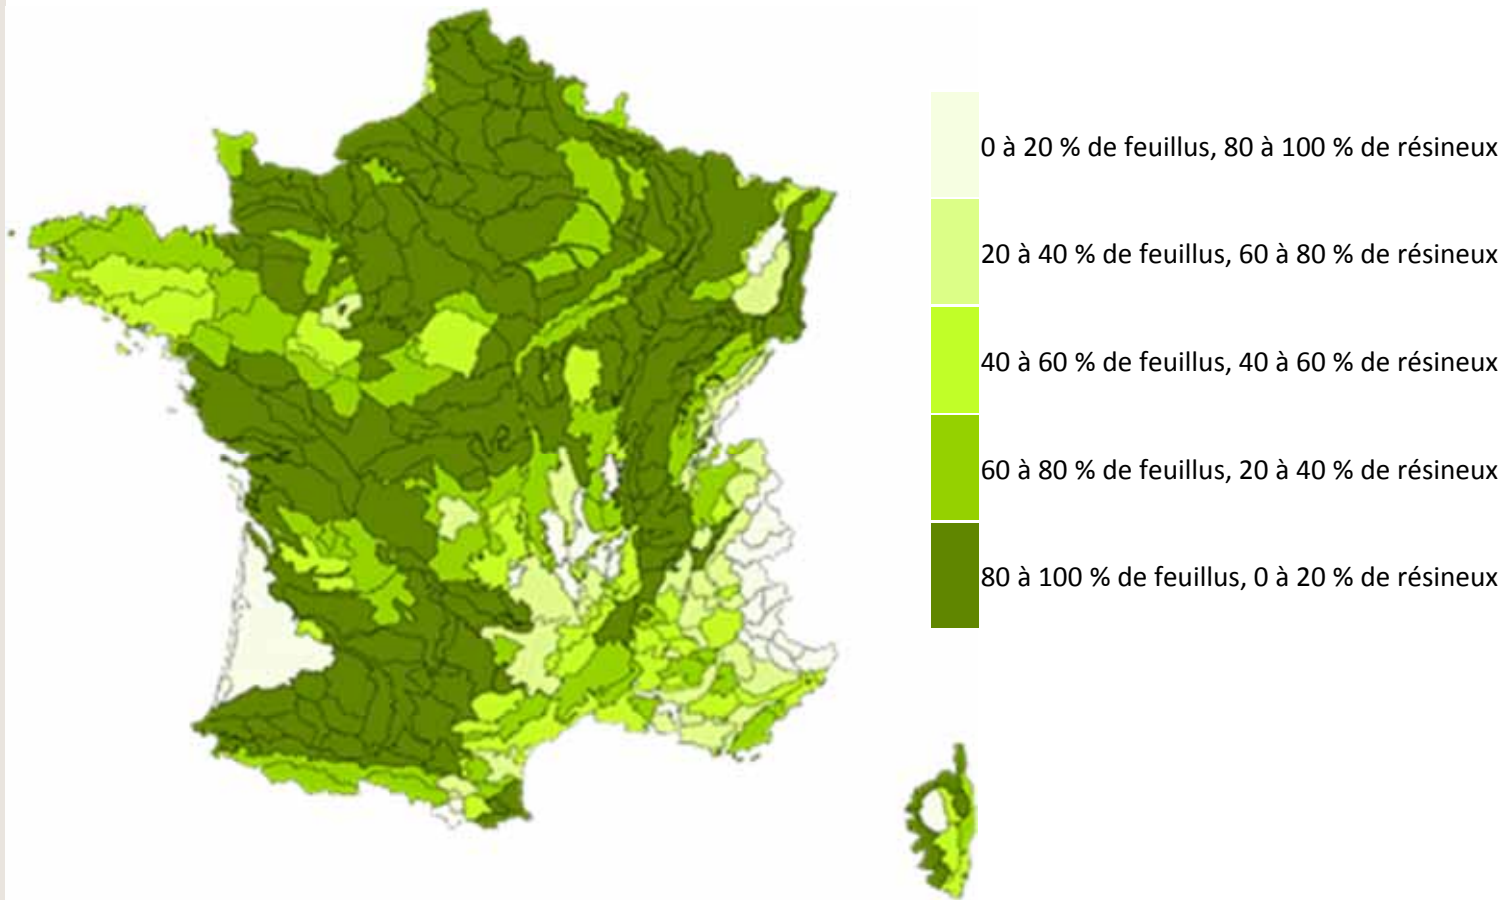 0 à 20 % de feuillus, 80 à 100 % de résineux
20 à 40 % de feuillus, 60 à 80 % de résineux
40 à 60 % de feuillus, 40 à 60 % de résineux
60 à 80 % de feuillus, 20 à 40 % de résineux
80 à 100 % de feuillus, 0 à 20 % de résineux